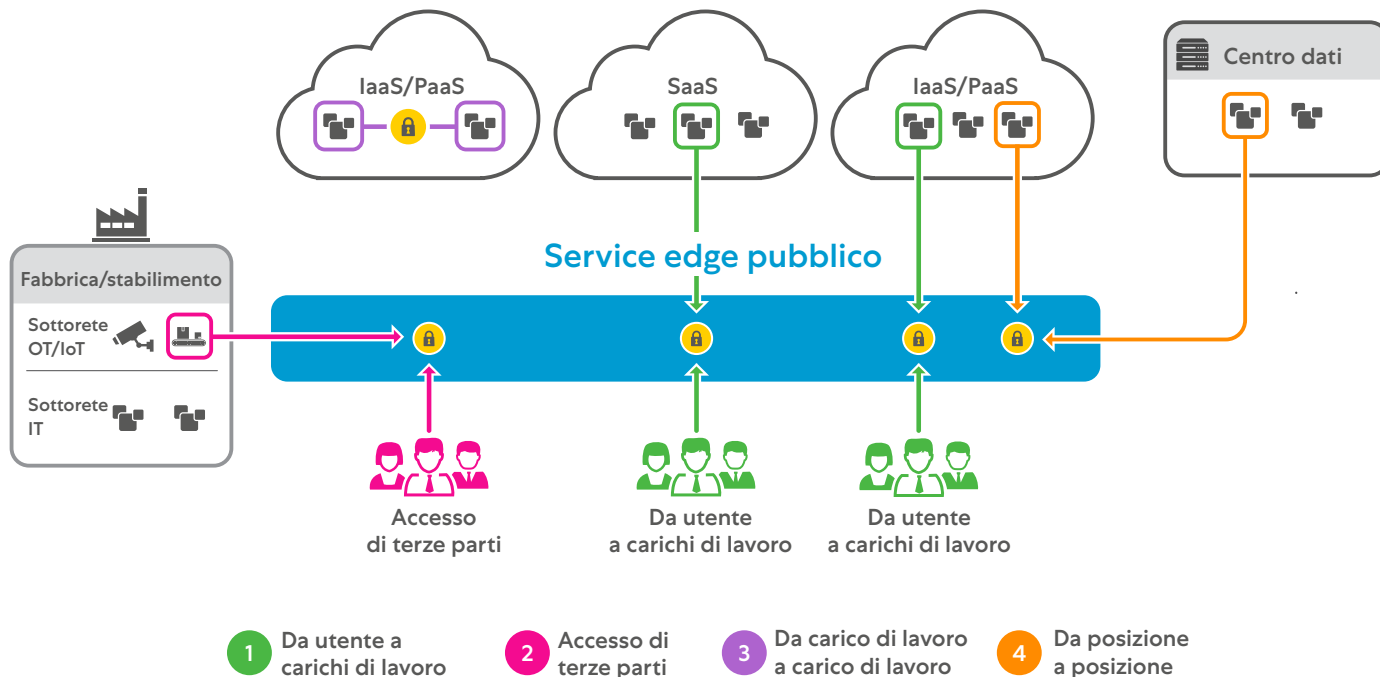 IaaS/PaaS
SaaS
IaaS/PaaS
Centro dati
Service edge pubblico
Fabbrica/stabilimento
Sottorete
OT/IoT
Sottorete
IT
Accesso
di terze parti
Da utente
a carichi di lavoro
Da utente
a carichi di lavoro
1
Da utente a
carichi di lavoro
2
Accesso di
terze parti
3
Da carico di lavoro
a carico di lavoro
4
Da posizione
a posizione